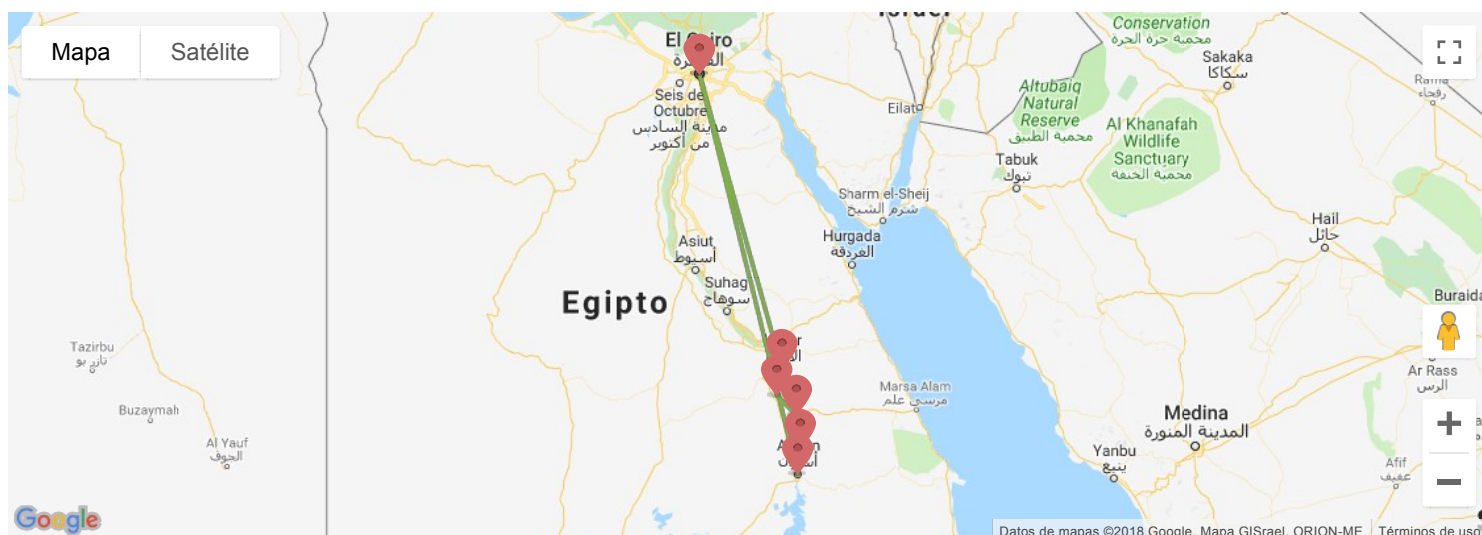 Mapa
Satélite
El Cairo
Seis de
Octubre
مدينة السادس
من أكتوبر
Eilat
Conservation
محمية حرة الحرة
Sakaka
سكاكا
رفحاء
Altubaiq
Natural
Reserve
محمية الطبيق
Al Khanafah
Wildlife
Sanctuary
محمية الخنفة
Tabuk
تبوك
Sharm el-Sheij
شرم الشيخ
Hail
حائل
Hurgada
الغردقة
Asiut
أسيوط
Suhag
سوهاج
Egipto
Buraida
Tazirbu
تازر بو
Ar Rass
الرس
Marsa Alam
مرسى علم
Buzaymah
Medina
المدينة المنورة
Al Yauf
الجوف
Yanbu
ينبع
Afif
عفيف
Google
Datos de mapas ©2018 Google, Mapa GISrael, ORION-ME
Términos de uso